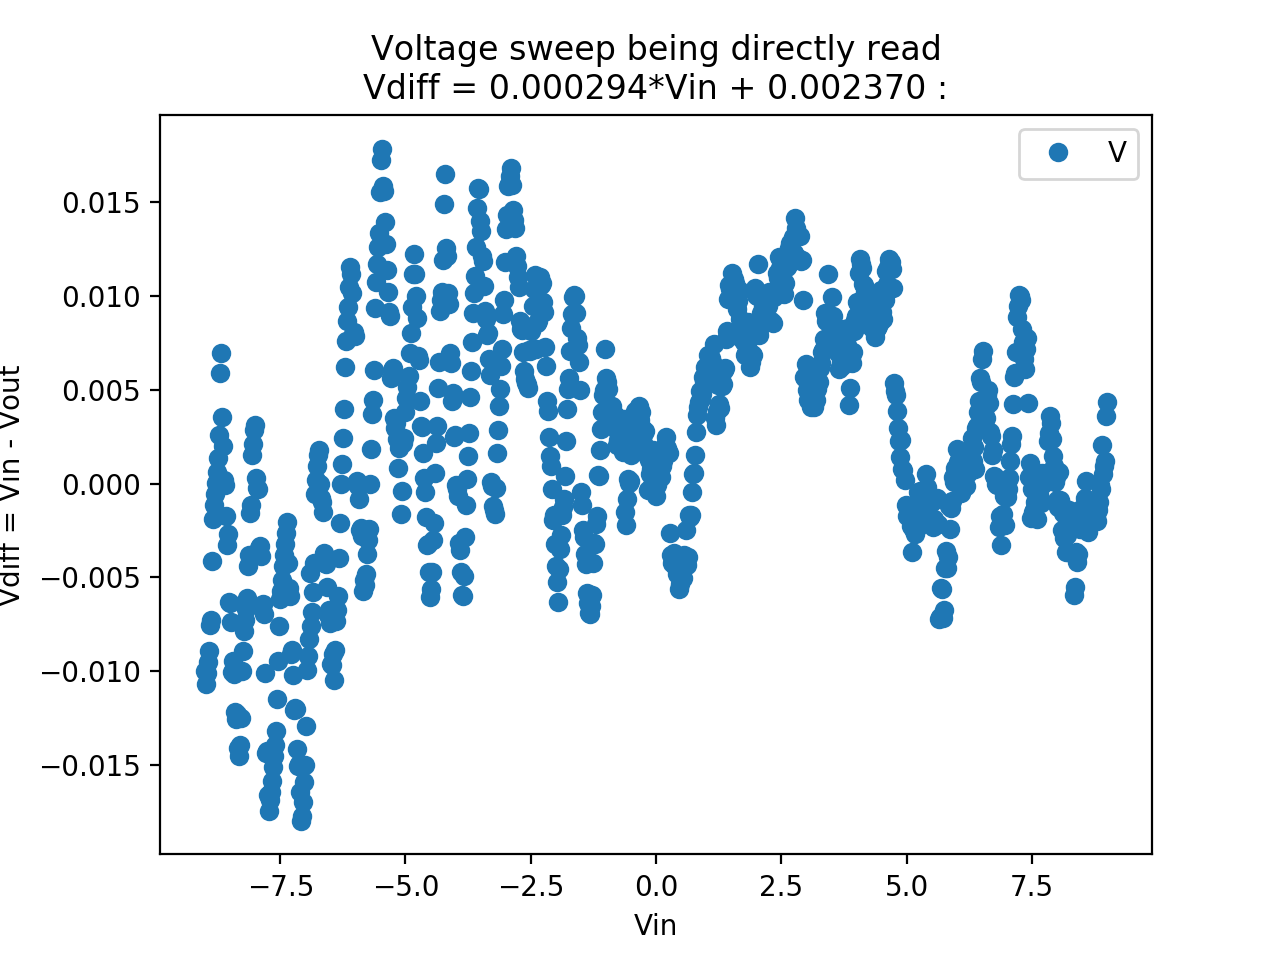 Voltage sweep being directly read
Vdiff = 0.000294*Vin + 0.002370 :
V
0.015
0.010
0.005
0.000
−0.005
−0.010
−0.015
Vdiff = Vin - Vout
−7.5 −5.0 −2.5 0.0 2.5 5.0 7.5
Vin